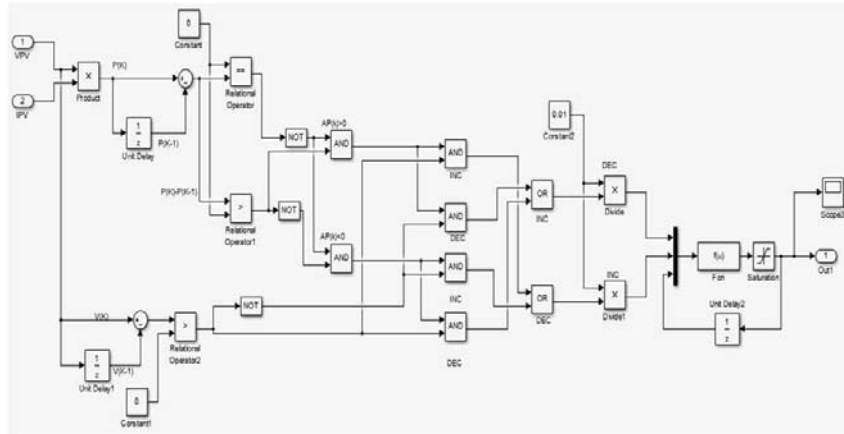 1
VPV
2
IPV
×
Product
P(K)
1
z
Unit Delay
P(K-1)
0
Constant
==
Relational
Operator
P(K)-P(K-1)
>
Relational
Operator1
NOT
NOT
AP(k)>0
AND
AP(k)<0
AND
V(K)
1
z
Unit Delay1
V(K-1)
0
Constant1
>
Relational
Operator2
NOT
AND
INC
AND
DEC
AND
INC
AND
DEC
OR
INC
OR
DEC
0.01
Constant2
DEC
X
Divide
INC
X
Divide1
f(u)
Fcn
Saturation
Unit Delay2
1
z
Scope3
1
Out1